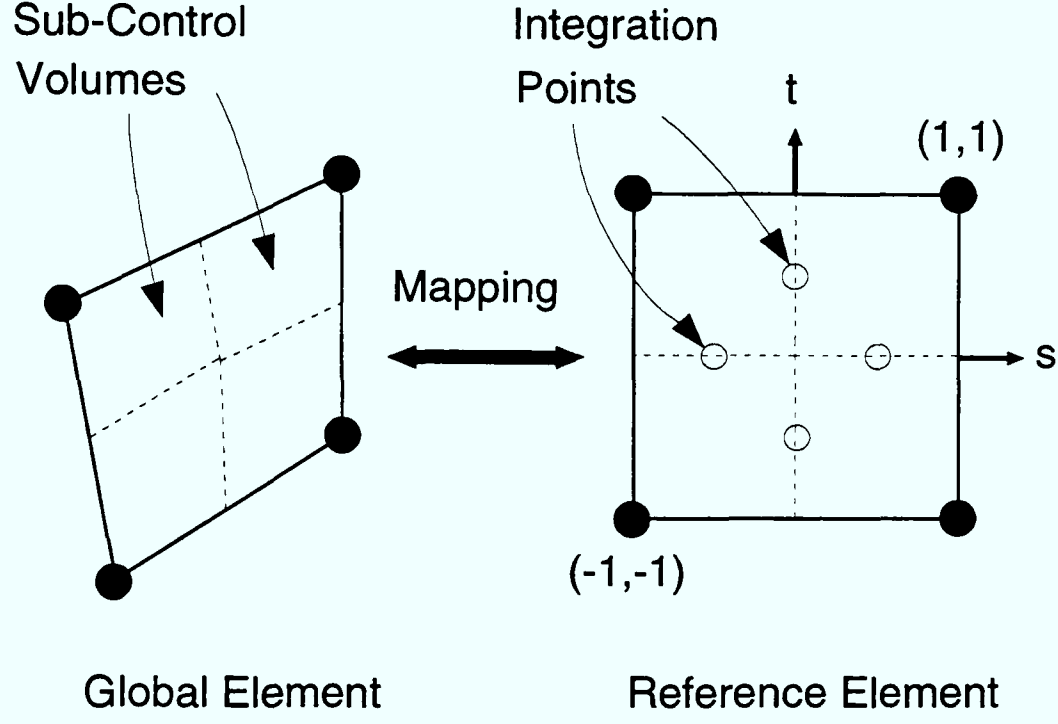 Sub-Control
Volumes
Integration
Points
t
(1,1)
Mapping
s
(-1,-1)
Global Element
Reference Element